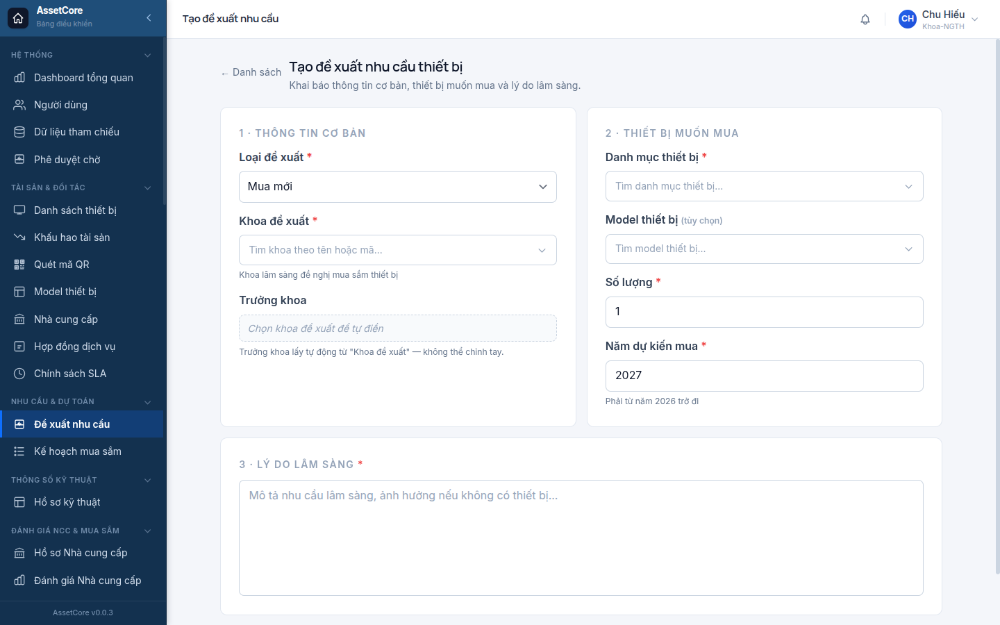 AssetCore
Bảng điều khiển
HỆ THỐNG
Dashboard tổng quan
Người dùng
Dữ liệu tham chiếu
Phê duyệt chờ
TÀI SẢN & ĐỐI TÁC
Danh sách thiết bị
Khấu hao tài sản
Quét mã QR
Model thiết bị
Nhà cung cấp
Hợp đồng dịch vụ
Chính sách SLA
NHU CẦU & DỰ TOÁN
Đề xuất nhu cầu
Kế hoạch mua sắm
THÔNG SỐ KỸ THUẬT
Hồ sơ kỹ thuật
ĐÁNH GIÁ NCC & MUA SẮM
Hồ sơ Nhà cung cấp
Đánh giá Nhà cung cấp
AssetCore v0.0.3
Tạo đề xuất nhu cầu
CH
Chu Hiếu
Khoa-NGTH
← Danh sách
Tạo đề xuất nhu cầu thiết bị
Khai báo thông tin cơ bản, thiết bị muốn mua và lý do lâm sàng.
1 · THÔNG TIN CƠ BẢN
Loại đề xuất *
Mua mới
Khoa đề xuất *
Tìm khoa theo tên hoặc mã...
Khoa lâm sàng đề nghị mua sắm thiết bị
Trưởng khoa
Chọn khoa đề xuất để tự điền
Trưởng khoa lấy tự động từ "Khoa đề xuất" — không thể chỉnh tay.
2 · THIẾT BỊ MUỐN MUA
Danh mục thiết bị *
Tìm danh mục thiết bị...
Model thiết bị (tùy chọn)
Tìm model thiết bị...
Số lượng *
1
Năm dự kiến mua *
2027
Phải từ năm 2026 trở đi
3 · LÝ DO LÂM SÀNG *
Mô tả nhu cầu lâm sàng, ảnh hưởng nếu không có thiết bị...